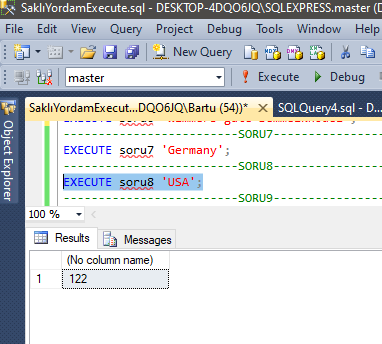 SaklıYordamExecute.sql - DESKTOP-4DQO6JQ\SQLEXPRESS.master (D
File Edit View Query Project Debug Tools Window Help
New Query
master Execute Debug
Object Explorer
SaklıYordamExecut...DQO6JQ\Bartu (54))* SQLQuery4.sql - D...
---------------------------SORU7---------------
EXECUTE soru7 'Germany';
---------------------------SORU8---------------
EXECUTE soru8 'USA';
---------------------------SORU9---------------
100 %
Results Messages
(No column name)
1 122